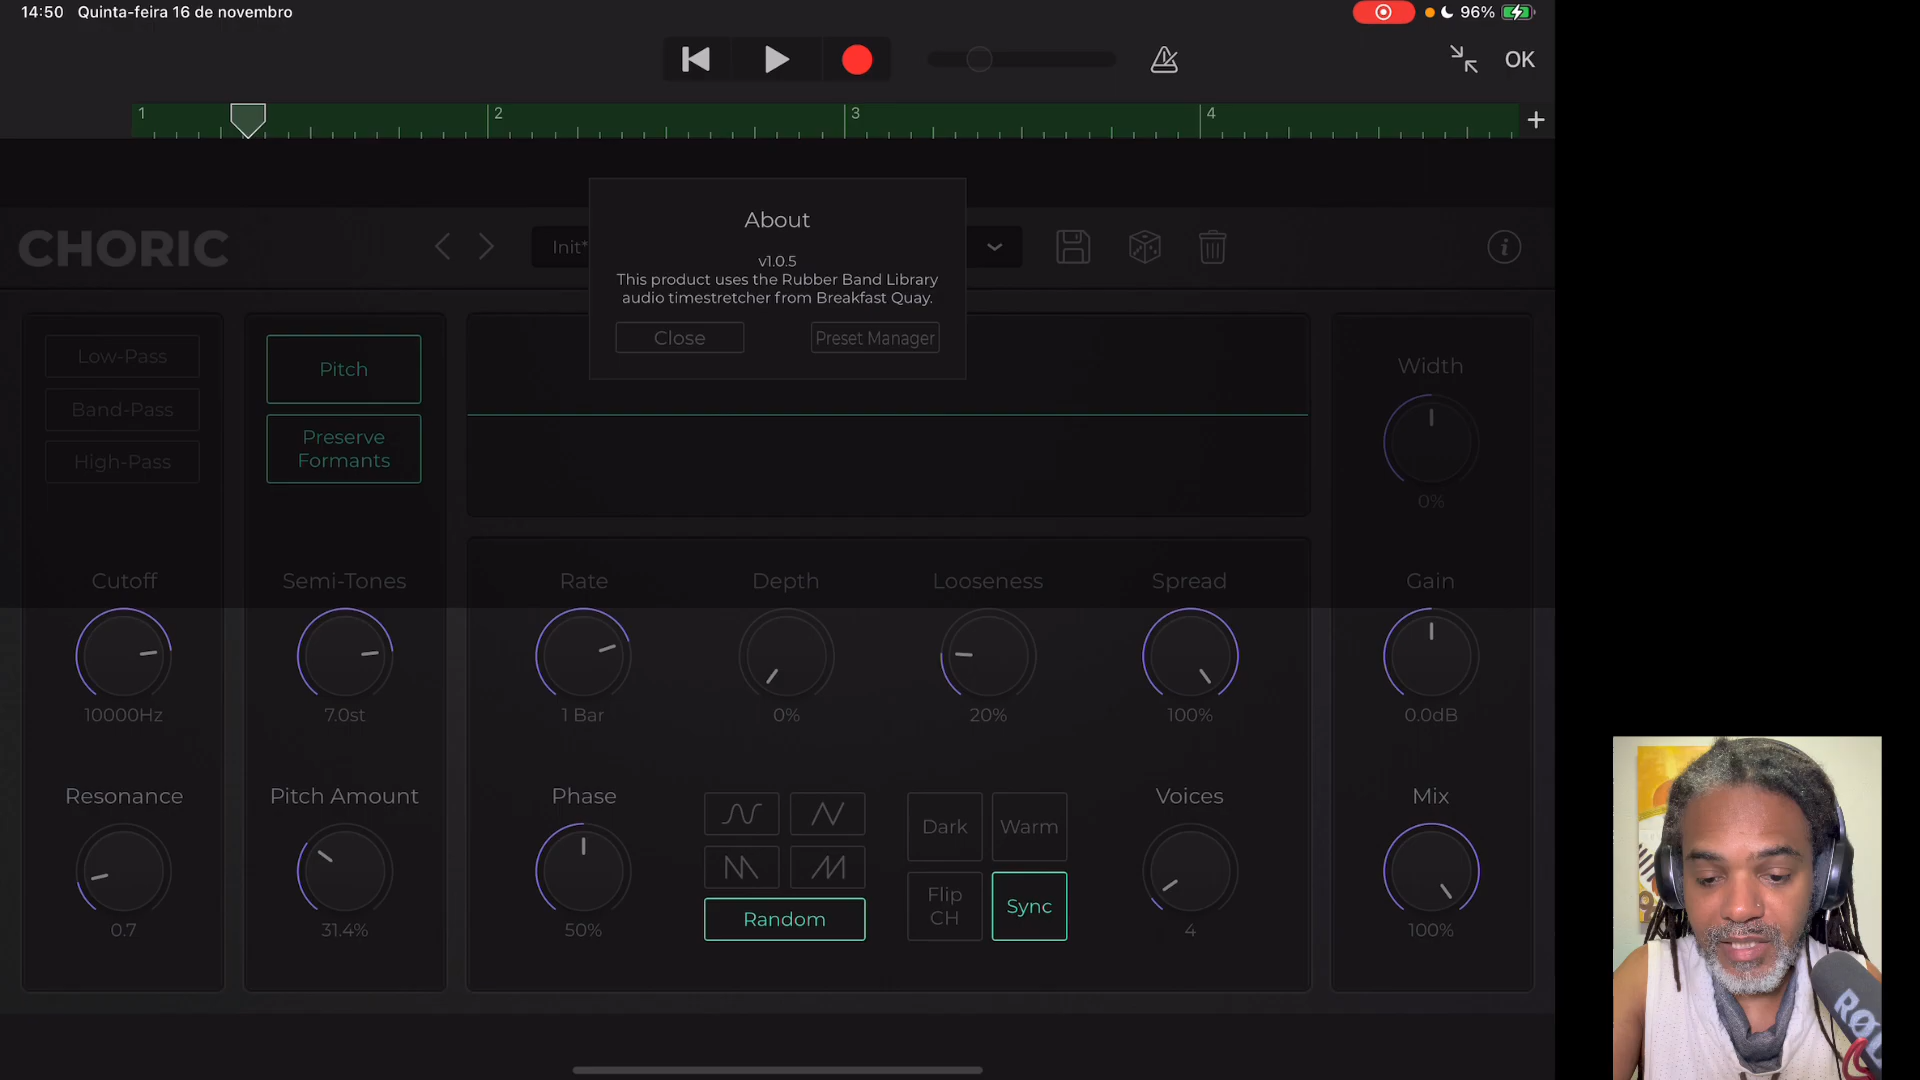 14:50 Quinta-feira 16 de novembro
96%
OK
1 2 3 4
CHORIC
Init*
About
v1.0.5
This product uses the Rubber Band Library
audio timestretcher from Breakfast Quay.
Close Preset Manager
Low-Pass
Band-Pass
High-Pass
Pitch
Preserve
Formants
Width
0%
Cutoff Semi-Tones Rate Depth Looseness Spread Gain
10000Hz 7.0st 1 Bar 0% 20% 100% 0.0dB
Resonance Pitch Amount Phase Voices Mix
Dark Warm
Flip
CH
Sync
Random
0.7 31.4% 50% 4 100%